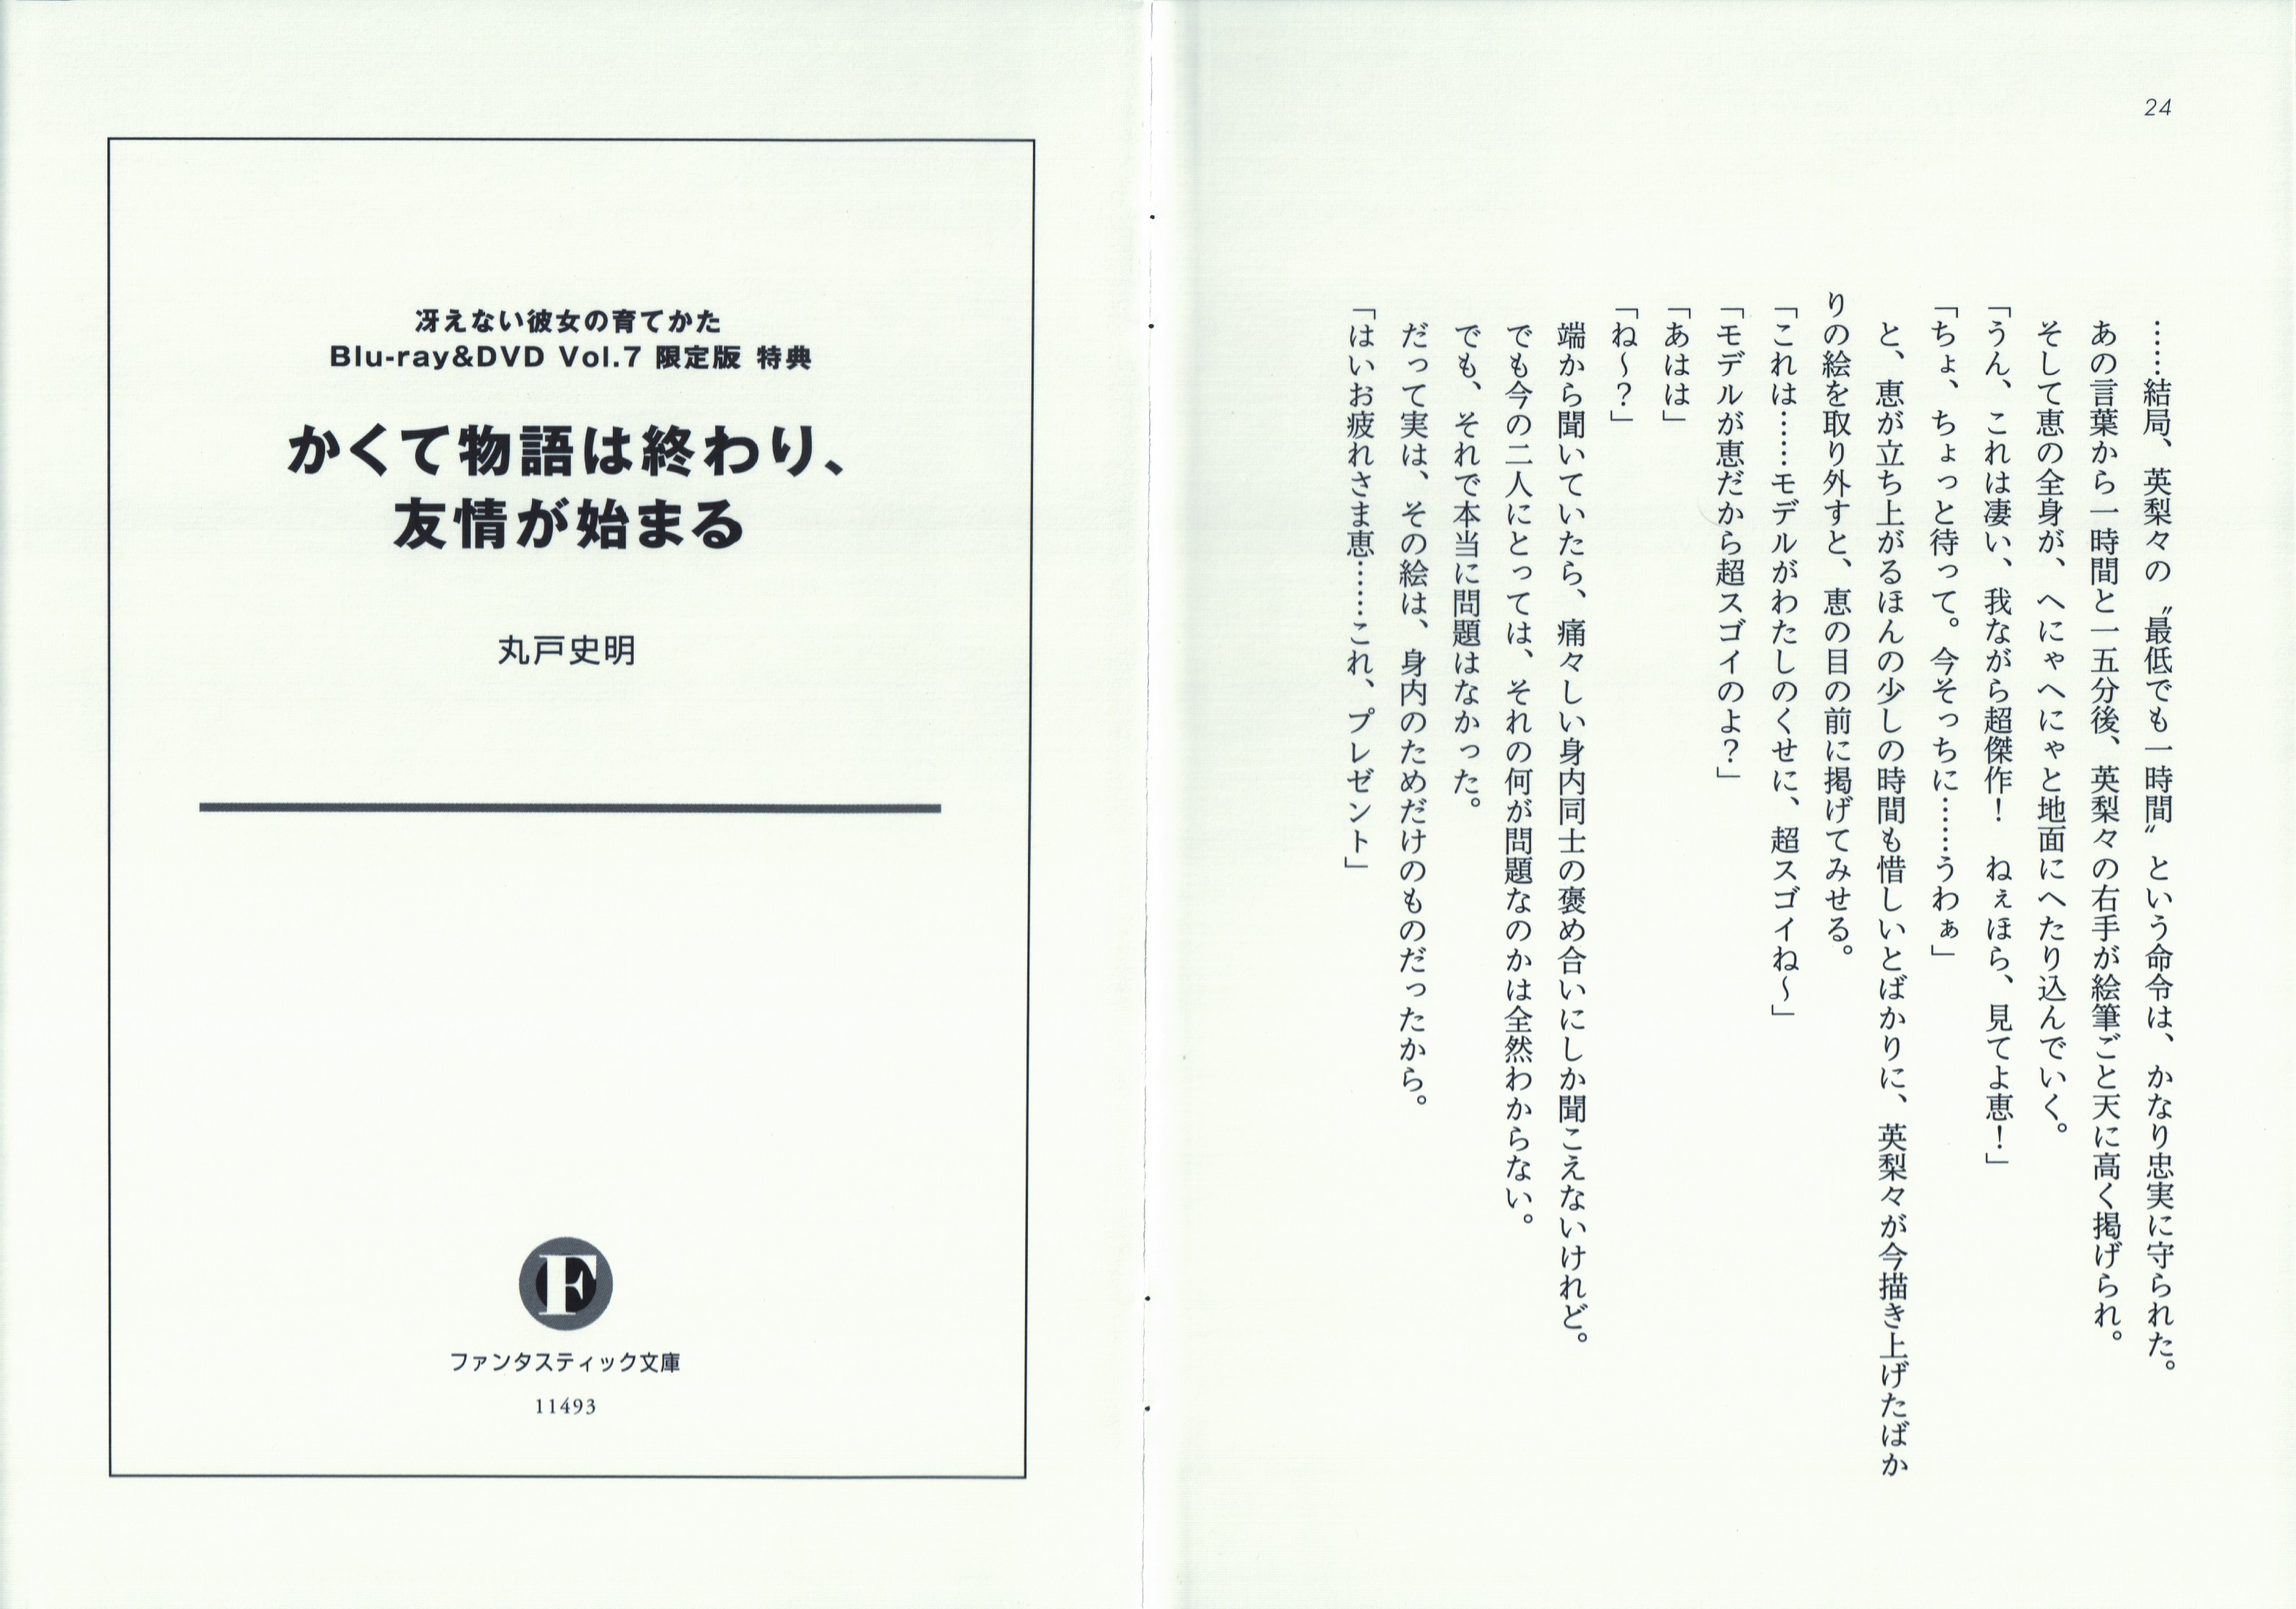 24
……結局、英梨々の〝最低でも一時間〟という命令は、かなり忠実に守られた。
あの言葉から一時間と一五分後、英梨々の右手が絵筆ごと天に高く掲げられ。
そして恵の全身が、へにゃへにゃと地面にへたり込んでいく。
「うん、これは凄い、我ながら超傑作！　ねぇほら、見てよ恵！」
「ちょ、ちょっと待って。今そっちに……うわぁ」
と、恵が立ち上がるほんの少しの時間も惜しいとばかりに、英梨々が今描き上げたばか
りの絵を取り外すと、恵の目の前に掲げてみせる。
「これは……モデルがわたしのくせに、超スゴイね〜」
「モデルが恵だから超スゴイのよ？」
「あはは」
「ね〜？」
端から聞いていたら、痛々しい身内同士の褒め合いにしか聞こえないけれど。
でも今の二人にとっては、それの何が問題なのかは全然わからない。
でも、それで本当に問題はなかった。
だって実は、その絵は、身内のためだけのものだったから。
「はいお疲れさま恵……これ、プレゼント」
冴えない彼女の育てかた
Blu-ray&DVD Vol.7 限定版 特典
かくて物語は終わり、
友情が始まる
丸戸史明
F
ファンタスティック文庫
11493